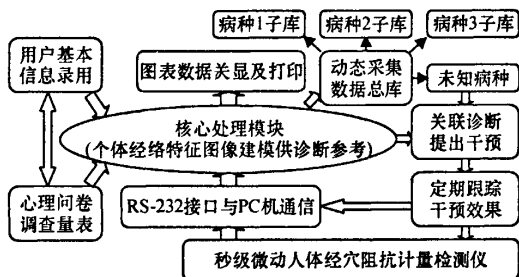 病种1子库
病种2子库
病种3子库
用户基本
信息录用
图表数据关显及打印
动态采集
数据总库
未知病种
核心处理模块
(个体经络特征图像建模供诊断参考)
关联诊断
提出干预
心理问卷
调查量表
RS-232接口与PC机通信
定期跟踪
干预效果
秒级微动人体经穴阻抗计量检测仪